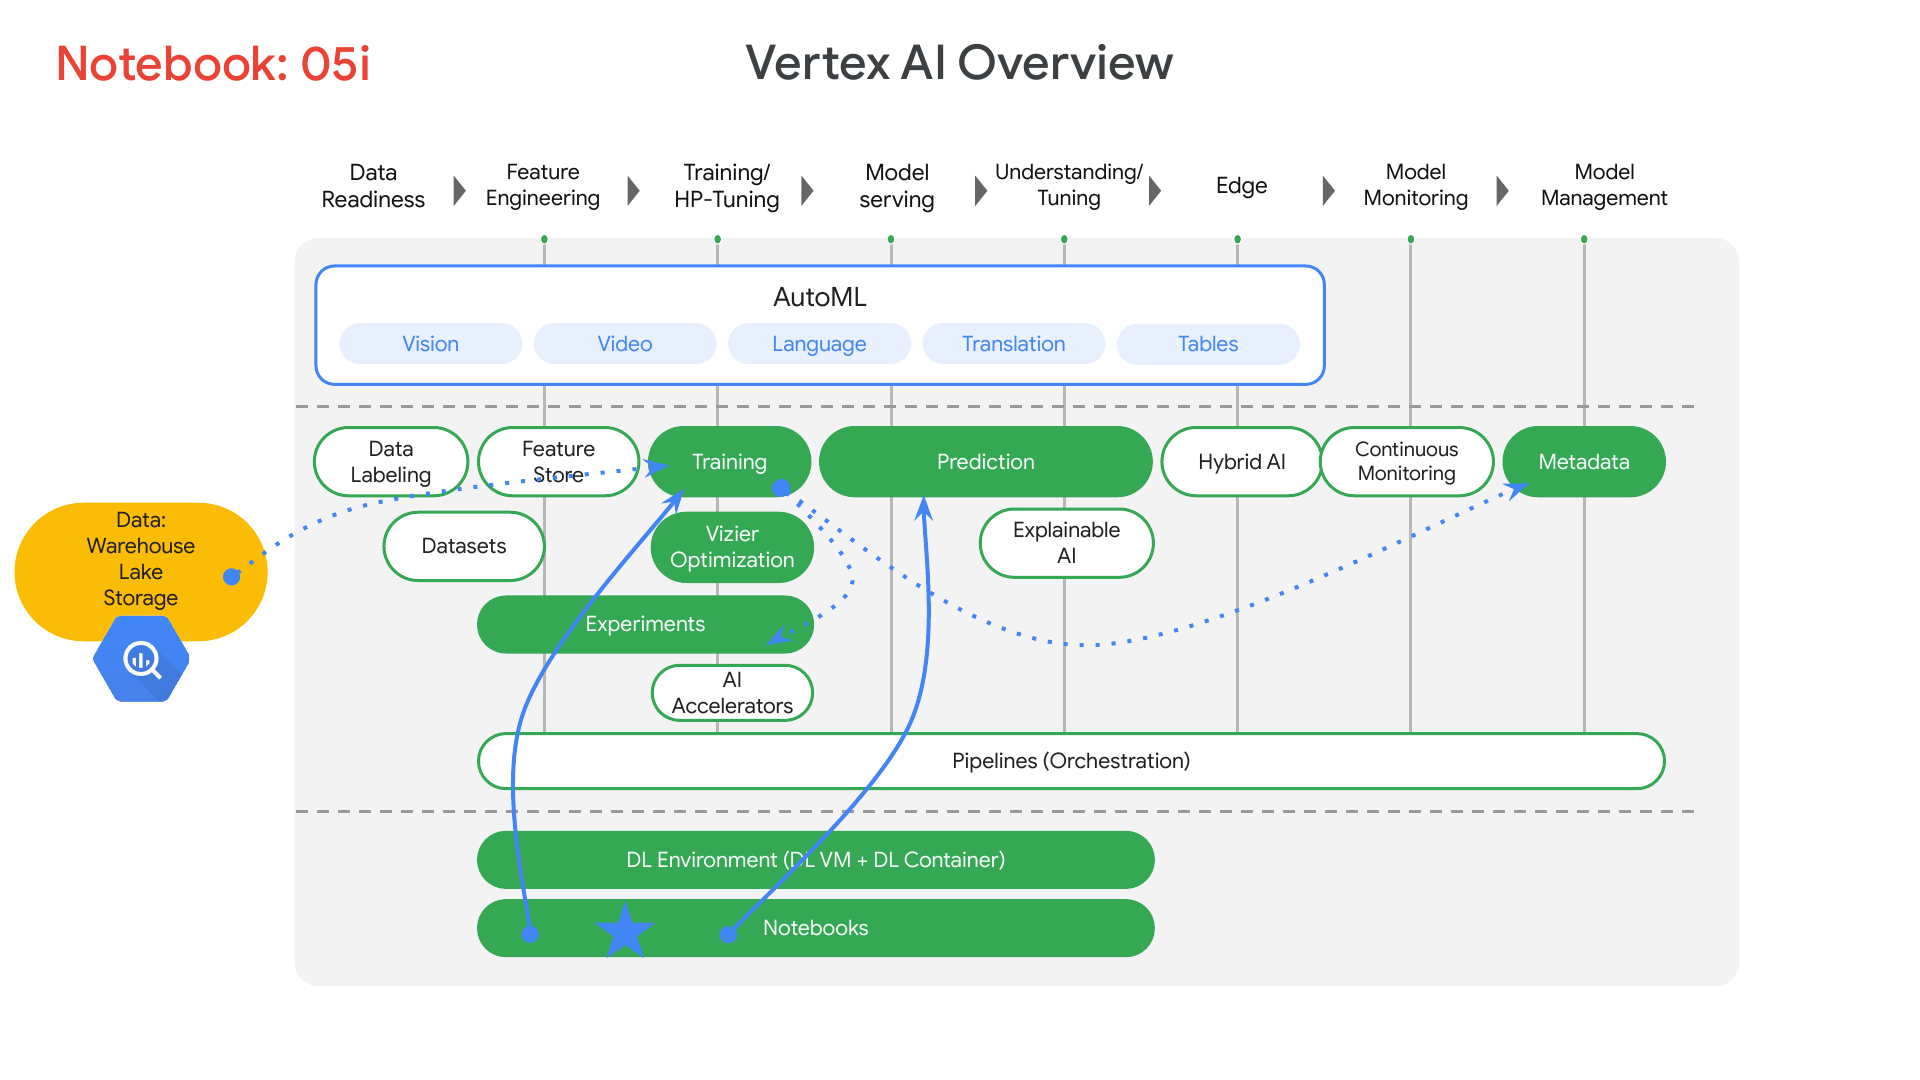 Notebook: 05i
Vertex AI Overview
Data
Readiness
Feature
Engineering
Training/
HP-Tuning
Model
serving
Understanding/
Tuning
Edge
Model
Monitoring
Model
Management
AutoML
Vision
Video
Language
Translation
Tables
Data
Labeling
Feature
Store
Training
Prediction
Hybrid AI
Continuous
Monitoring
Metadata
Data:
Warehouse
Lake
Storage
Datasets
Vizier
Optimization
Explainable
AI
Experiments
AI
Accelerators
Pipelines (Orchestration)
DL Environment (DL VM + DL Container)
Notebooks